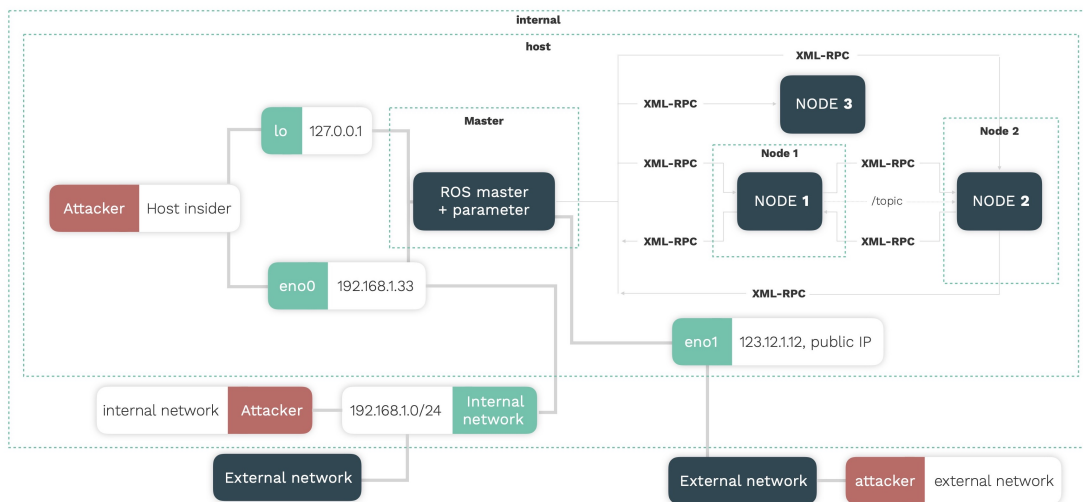 internal
host
XML-RPC
XML-RPC
NODE 3
lo
127.0.0.1
Master
Node 2
Node 1
XML-RPC
XML-RPC
Attacker
Host insider
ROS master
+ parameter
NODE 1
/topic
NODE 2
XML-RPC
XML-RPC
eno0
192.168.1.33
XML-RPC
eno1
123.12.1.12, public IP
internal network
Attacker
192.168.1.0/24
Internal
network
External network
External network
attacker
external network